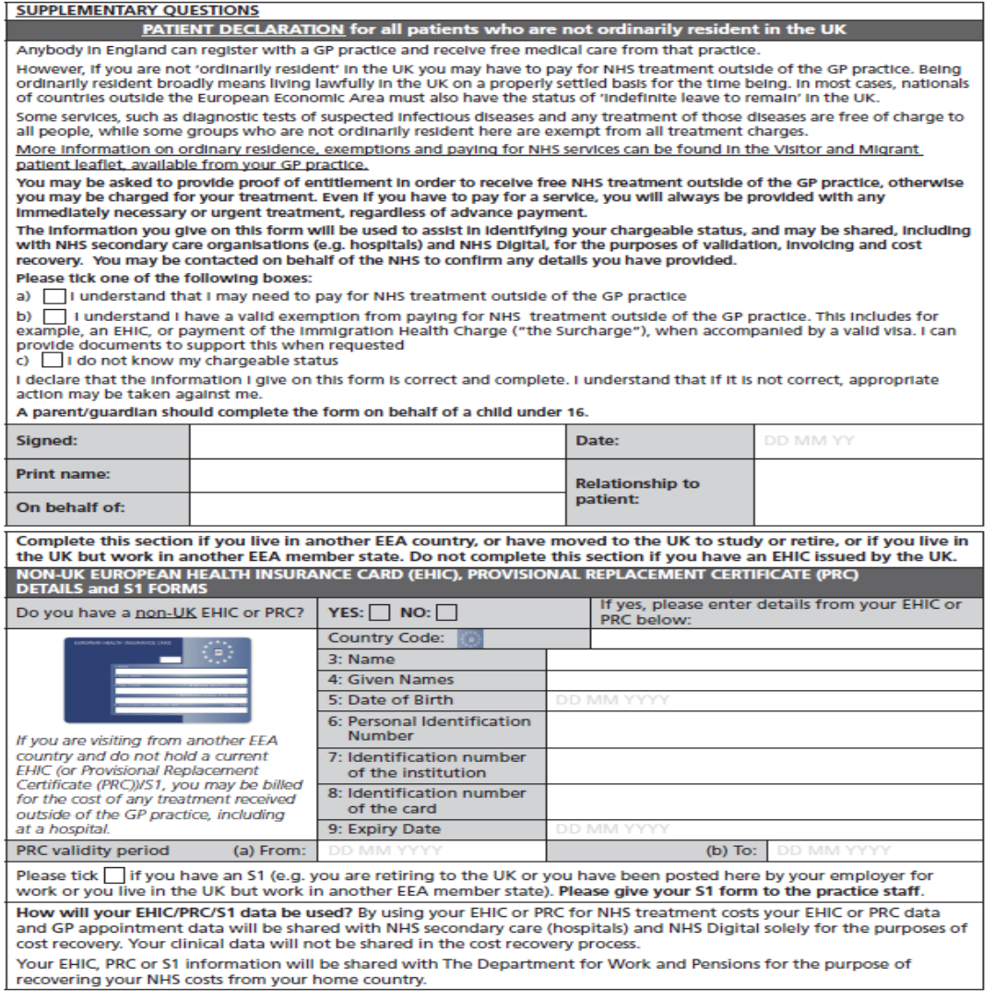 SUPPLEMENTARY QUESTIONS
PATIENT DECLARATION for all patients who are not ordinarily resident in the UK
Anybody in England can register with a GP practice and receive free medical care from that practice.
However, if you are not 'ordinarily resident' in the UK you may have to pay for NHS treatment outside of the GP practice. Being
ordinarily resident broadly means living lawfully in the UK on a properly settled basis for the time being. In most cases, nationals
of countries outside the European Economic Area must also have the status of 'indefinite leave to remain' in the UK.
Some services, such as diagnostic tests of suspected infectious diseases and any treatment of those diseases are free of charge to
all people, while some groups who are not ordinarily resident here are exempt from all treatment charges.
More information on ordinary residence, exemptions and paying for NHS services can be found in the Visitor and Migrant
patient leaflet, available from your GP practice.
You may be asked to provide proof of entitlement in order to receive free NHS treatment outside of the GP practice, otherwise
you may be charged for your treatment. Even if you have to pay for a service, you will always be provided with any
immediately necessary or urgent treatment, regardless of advance payment.
The information you give on this form will be used to assist in identifying your chargeable status, and may be shared, including
with NHS secondary care organisations (e.g. hospitals) and NHS Digital, for the purposes of validation, invoicing and cost
recovery. You may be contacted on behalf of the NHS to confirm any details you have provided.
Please tick one of the following boxes:
a) I understand that I may need to pay for NHS treatment outside of the GP practice
b) I understand I have a valid exemption from paying for NHS treatment outside of the GP practice. This includes for
example, an EHIC, or payment of the Immigration Health Charge ("the Surcharge"), when accompanied by a valid visa. I can
provide documents to support this when requested
c) I do not know my chargeable status
I declare that the information I give on this form is correct and complete. I understand that if it is not correct, appropriate
action may be taken against me.
A parent/guardian should complete the form on behalf of a child under 16.
Signed:
Date:
DD MM YY
Print name:
Relationship to
patient:
On behalf of:
Complete this section if you live in another EEA country, or have moved to the UK to study or retire, or if you live in
the UK but work in another EEA member state. Do not complete this section if you have an EHIC issued by the UK.
NON-UK EUROPEAN HEALTH INSURANCE CARD (EHIC), PROVISIONAL REPLACEMENT CERTIFICATE (PRC)
DETAILS and S1 FORMS
Do you have a non-UK EHIC or PRC?
YES: NO:
If yes, please enter details from your EHIC or
PRC below:
EUROPEAN HEALTH INSURANCE CARD
If you are visiting from another EEA
country and do not hold a current
EHIC (or Provisional Replacement
Certificate (PRC))/S1, you may be billed
for the cost of any treatment received
outside of the GP practice, including
at a hospital.
Country Code:
3: Name
4: Given Names
5: Date of Birth
DD MM YYYY
6: Personal Identification
Number
7: Identification number
of the institution
8: Identification number
of the card
9: Expiry Date
DD MM YYYY
PRC validity period (a) From:
DD MM YYYY
(b) To:
DD MM YYYY
Please tick if you have an S1 (e.g. you are retiring to the UK or you have been posted here by your employer for
work or you live in the UK but work in another EEA member state). Please give your S1 form to the practice staff.
How will your EHIC/PRC/S1 data be used? By using your EHIC or PRC for NHS treatment costs your EHIC or PRC data
and GP appointment data will be shared with NHS secondary care (hospitals) and NHS Digital solely for the purposes of
cost recovery. Your clinical data will not be shared in the cost recovery process.
Your EHIC, PRC or S1 information will be shared with The Department for Work and Pensions for the purpose of
recovering your NHS costs from your home country.